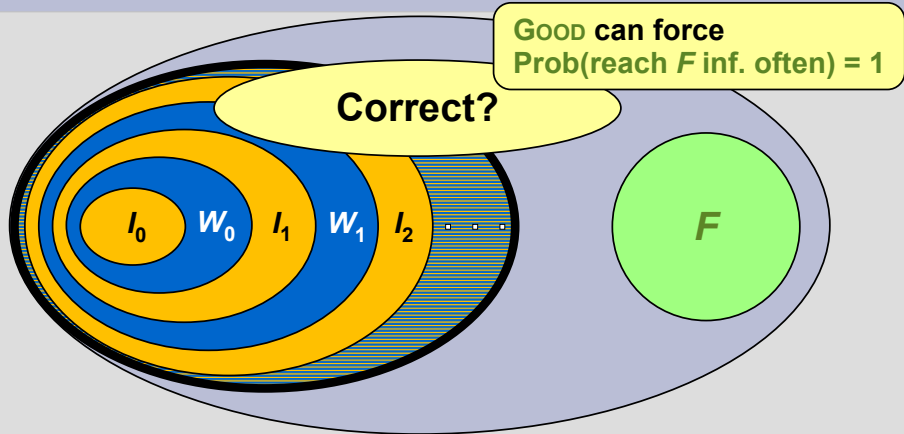 GOOD can force
Prob(reach F inf. often) = 1
Correct?
I₀ W₀ I₁ W₁ I₂ . . . F